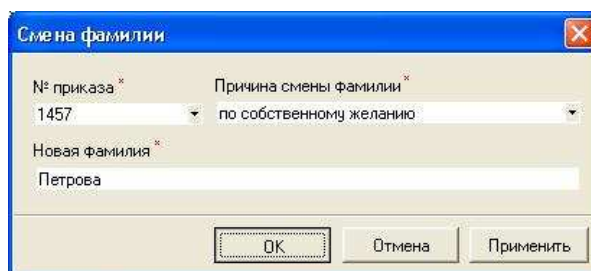 Смена фамилии
№ приказа * Причина смены фамилии *
1457 по собственному желанию
Новая фамилия *
Петрова
OK Отмена Применить